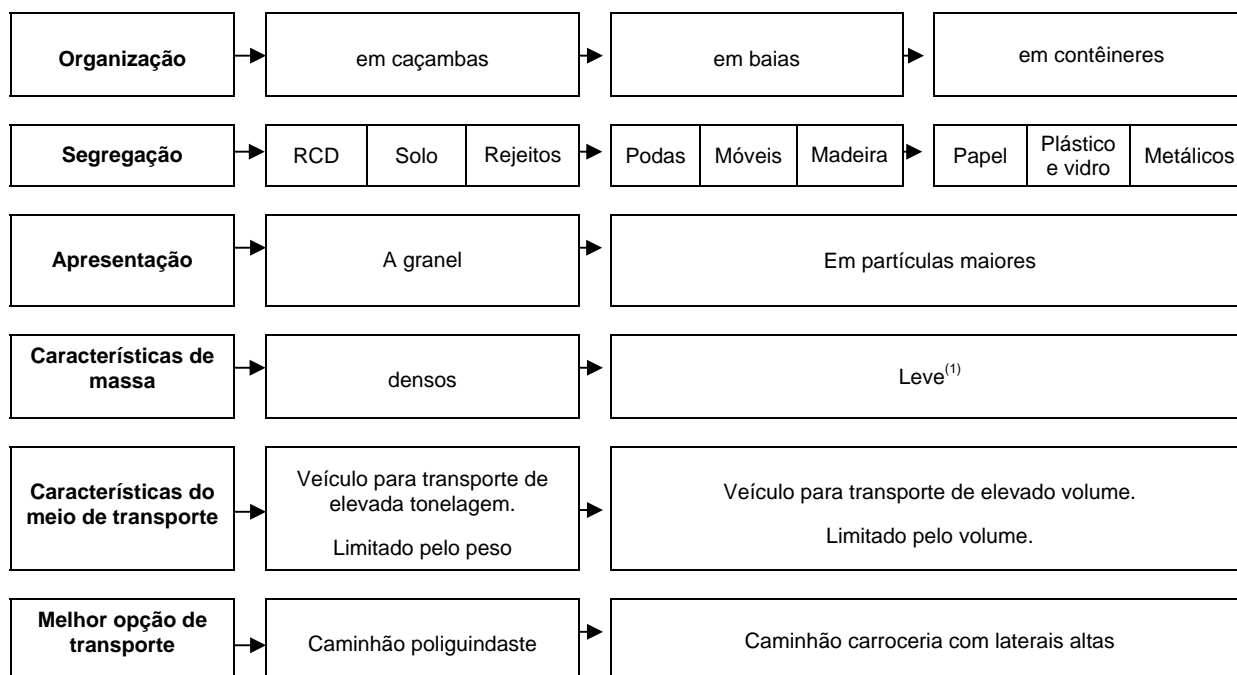 Organização
em caçambas
em baias
em contêineres
Segregação
RCD
Solo
Rejeitos
Podas
Móveis
Madeira
Papel
Plástico
e vidro
Metálicos
Apresentação
A granel
Em partículas maiores
Características de
massa
densos
Leve(1)
Características do
meio de transporte
Veículo para transporte de
elevada tonelagem.
Limitado pelo peso
Veículo para transporte de elevado volume.
Limitado pelo volume.
Melhor opção de
transporte
Caminhão poliguindaste
Caminhão carroceria com laterais altas